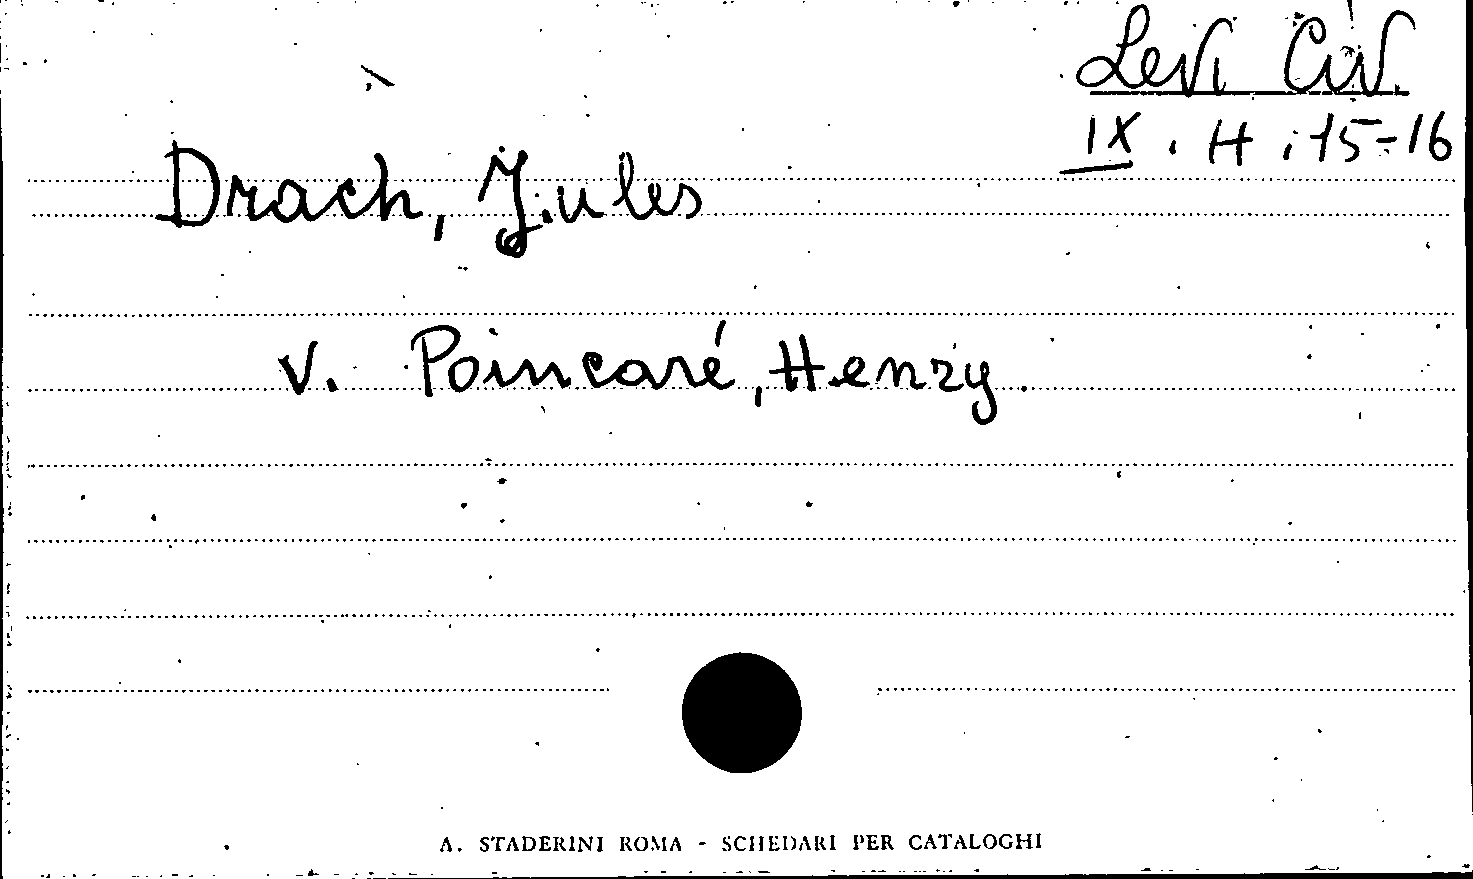 Levi Civ.
IX. H. 15-16
Drach, Jules
v. Poincaré, Henry.
A. STADERINI ROMA - SCHEDARI PER CATALOGHI